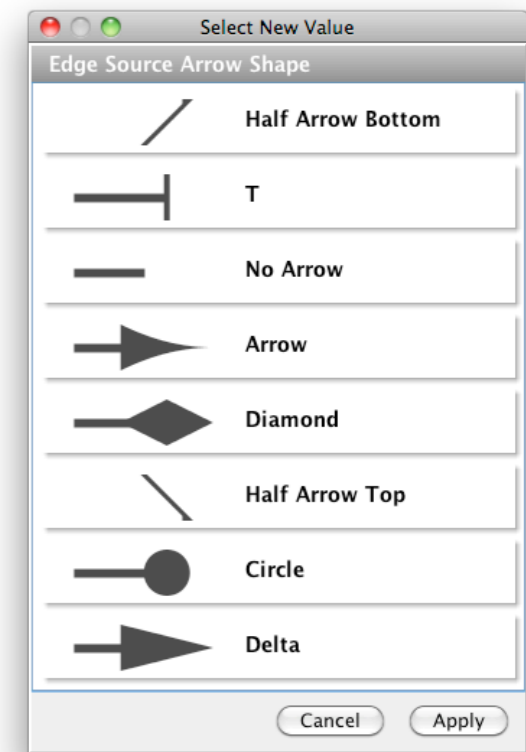 Select New Value
Edge Source Arrow Shape
Half Arrow Bottom
T
No Arrow
Arrow
Diamond
Half Arrow Top
Circle
Delta
Cancel Apply